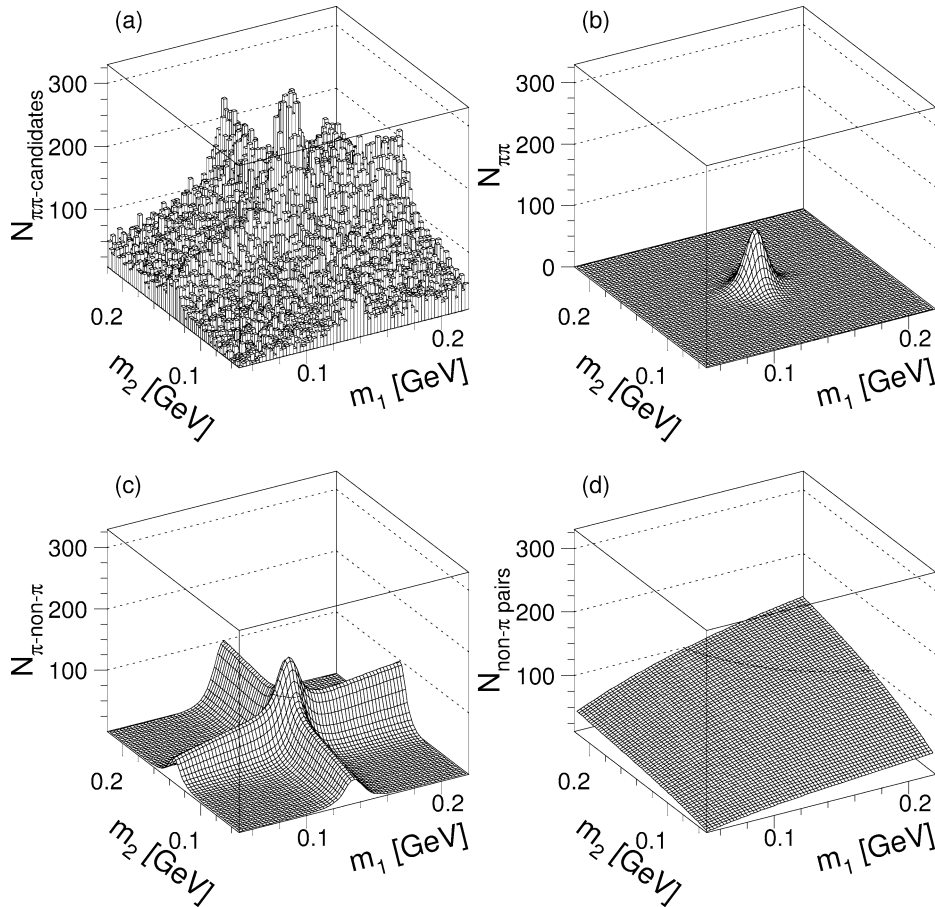 (a)
300
200
100
N_ππ-candidates
0.2
0.1
m_2 [GeV]
0.1
0.2
m_1 [GeV]
(b)
300
200
100
0
N_ππ
0.2
0.1
m_2 [GeV]
0.1
0.2
m_1 [GeV]
(c)
300
200
100
N_π-non-π
0.2
0.1
m_2 [GeV]
0.1
0.2
m_1 [GeV]
(d)
300
200
100
N_non-π pairs
0.2
0.1
m_2 [GeV]
0.1
0.2
m_1 [GeV]